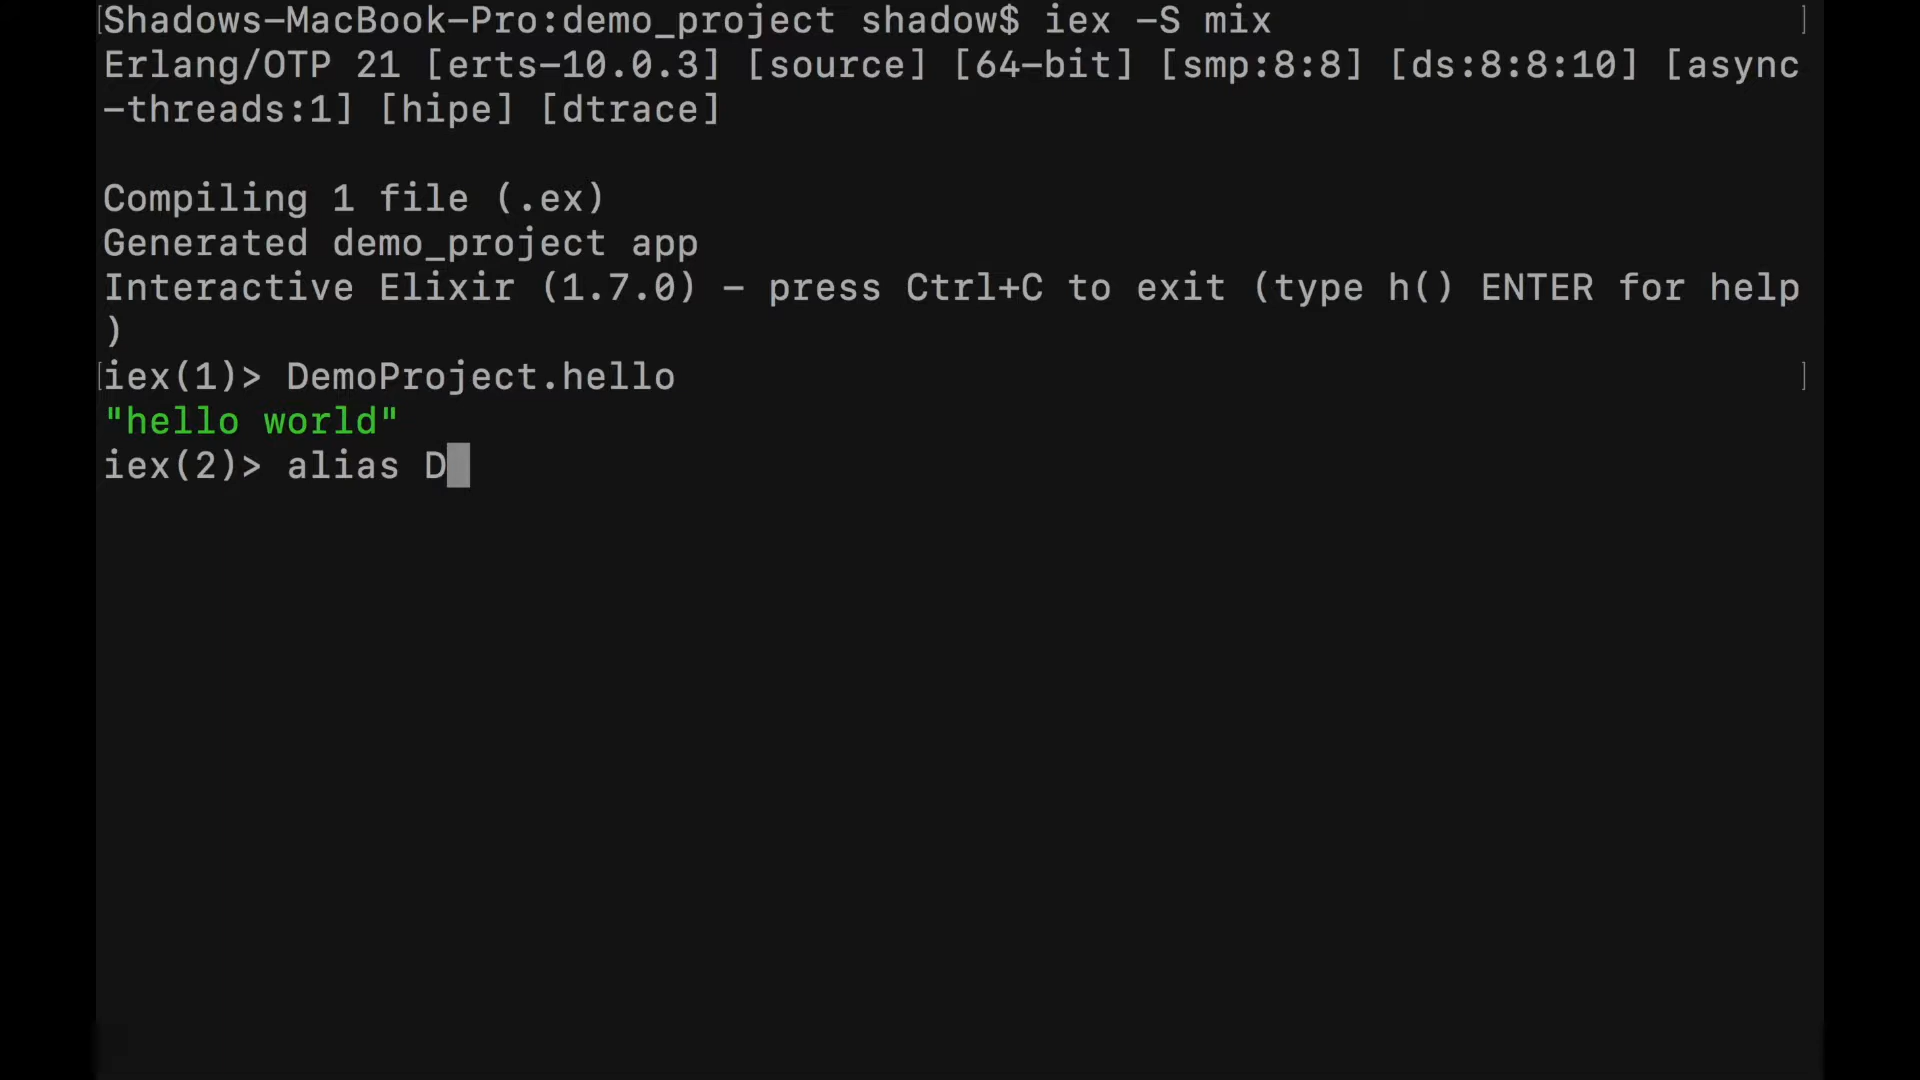 [Shadows-MacBook-Pro:demo_project shadow$ iex -S mix ]
Erlang/OTP 21 [erts-10.0.3] [source] [64-bit] [smp:8:8] [ds:8:8:10] [async
-threads:1] [hipe] [dtrace]
Compiling 1 file (.ex)
Generated demo_project app
Interactive Elixir (1.7.0) - press Ctrl+C to exit (type h() ENTER for help
)
[iex(1)> DemoProject.hello ]
"hello world"
iex(2)> alias D